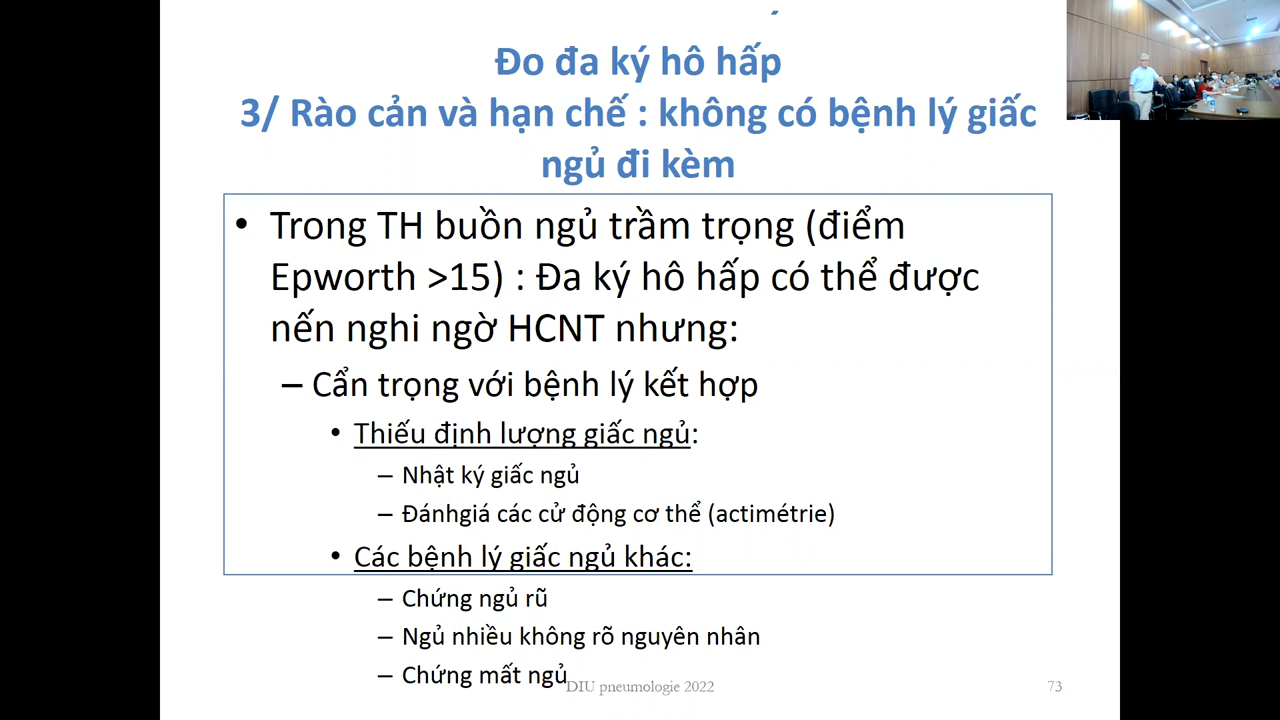 Đo đa ký hô hấp
3/ Rào cản và hạn chế : không có bệnh lý giấc
ngủ đi kèm
• Trong TH buồn ngủ trầm trọng (điểm
Epworth >15) : Đa ký hô hấp có thể được
nến nghi ngờ HCNT nhưng:
– Cẩn trọng với bệnh lý kết hợp
• Thiếu định lượng giấc ngủ:
– Nhật ký giấc ngủ
– Đánhgiá các cử động cơ thể (actimétrie)
• Các bệnh lý giấc ngủ khác:
– Chứng ngủ rũ
– Ngủ nhiều không rõ nguyên nhân
– Chứng mất ngủ
DIU pneumologie 2022
73